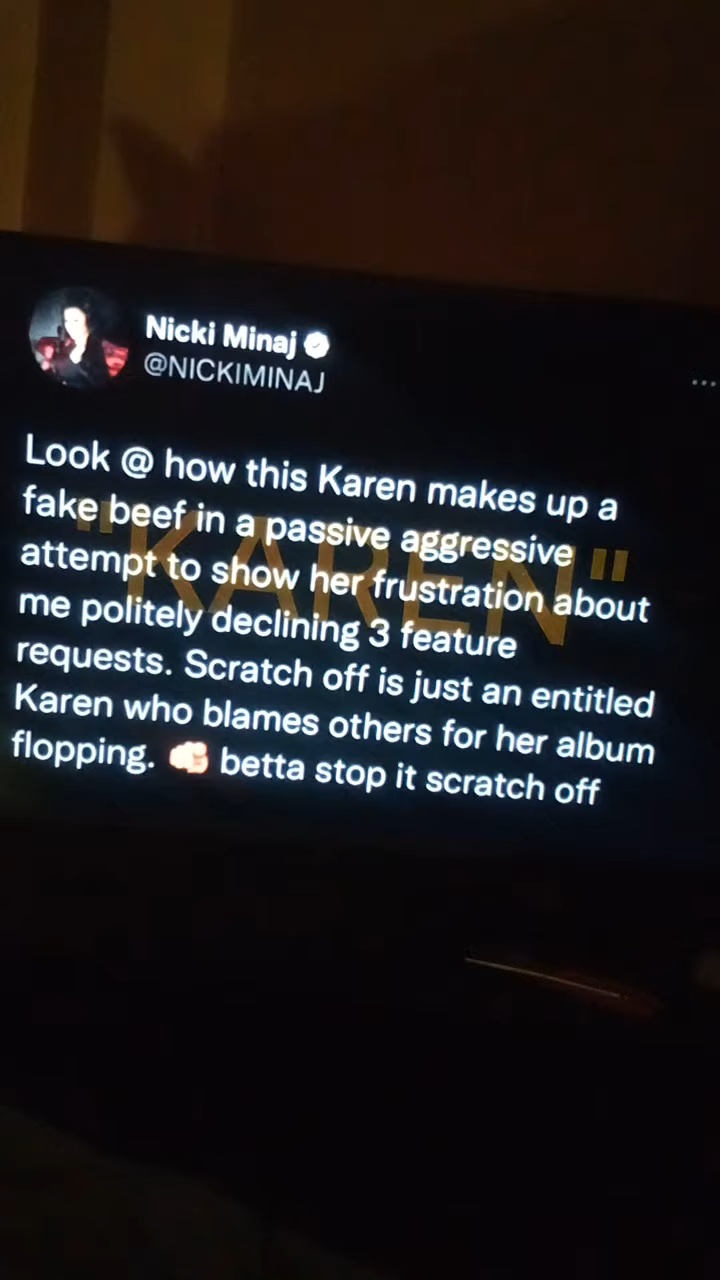 Nicki Minaj
@NICKIMINAJ
Look @ how this Karen makes up a
fake beef in a passive aggressive
attempt to show her frustration about
me politely declining 3 feature
requests. Scratch off is just an entitled
Karen who blames others for her album
flopping. 🫵🏻 betta stop it scratch off
"KAREN"